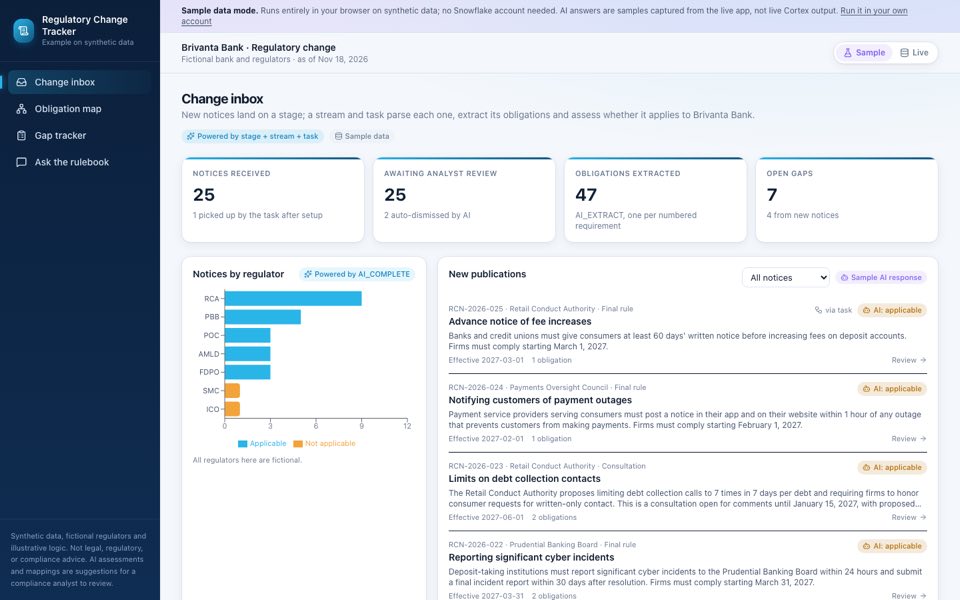 Regulatory Change
Tracker
Example on synthetic data
Change inbox
Obligation map
Gap tracker
Ask the rulebook
Synthetic data, fictional regulators and
illustrative logic. Not legal, regulatory,
or compliance advice. AI assessments
and mappings are suggestions for a
compliance analyst to review.
Sample data mode. Runs entirely in your browser on synthetic data; no Snowflake account needed. AI answers are samples captured from the live app, not live Cortex output. Run it in your own
account
Brivanta Bank · Regulatory change
Fictional bank and regulators · as of Nov 18, 2026
Sample
Live
Change inbox
New notices land on a stage; a stream and task parse each one, extract its obligations and assess whether it applies to Brivanta Bank.
Powered by stage + stream + task
Sample data
NOTICES RECEIVED
25
1 picked up by the task after setup
AWAITING ANALYST REVIEW
25
2 auto-dismissed by AI
OBLIGATIONS EXTRACTED
47
AI_EXTRACT, one per numbered
requirement
OPEN GAPS
7
4 from new notices
Notices by regulator
Powered by AI_COMPLETE
RCA
PBB
POC
AMLD
FDPO
SMC
ICO
0 3 6 9 12
Applicable Not applicable
All regulators here are fictional.
New publications
All notices
Sample AI response
RCN-2026-025 · Retail Conduct Authority · Final rule
via task
AI: applicable
Advance notice of fee increases
Banks and credit unions must give consumers at least 60 days' written notice before increasing fees on deposit accounts.
Firms must comply starting March 1, 2027.
Effective 2027-03-01 1 obligation
Review →
RCN-2026-024 · Payments Oversight Council · Final rule
AI: applicable
Notifying customers of payment outages
Payment service providers serving consumers must post a notice in their app and on their website within 1 hour of any outage
that prevents customers from making payments. Firms must comply starting February 1, 2027.
Effective 2027-02-01 1 obligation
Review →
RCN-2026-023 · Retail Conduct Authority · Consultation
AI: applicable
Limits on debt collection contacts
The Retail Conduct Authority proposes limiting debt collection calls to 7 times in 7 days per debt and requiring firms to honor
consumer requests for written-only contact. This is a consultation open for comments until January 15, 2027, with proposed...
Effective 2027-06-01 2 obligations
Review →
RCN-2026-022 · Prudential Banking Board · Final rule
AI: applicable
Reporting significant cyber incidents
Deposit-taking institutions must report significant cyber incidents to the Prudential Banking Board within 24 hours and submit
a final incident report within 30 days after resolution. Firms must comply starting March 31, 2027.
Effective 2027-03-31 2 obligations
Review →